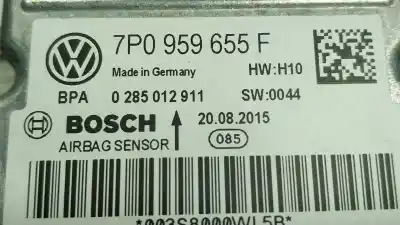 7P0 959 655 F
Made in Germany HW:H10
BPA 0 285 012 911 SW:0044
BOSCH 20.08.2015
AIRBAG SENSOR 085
*003S8000WL5B*